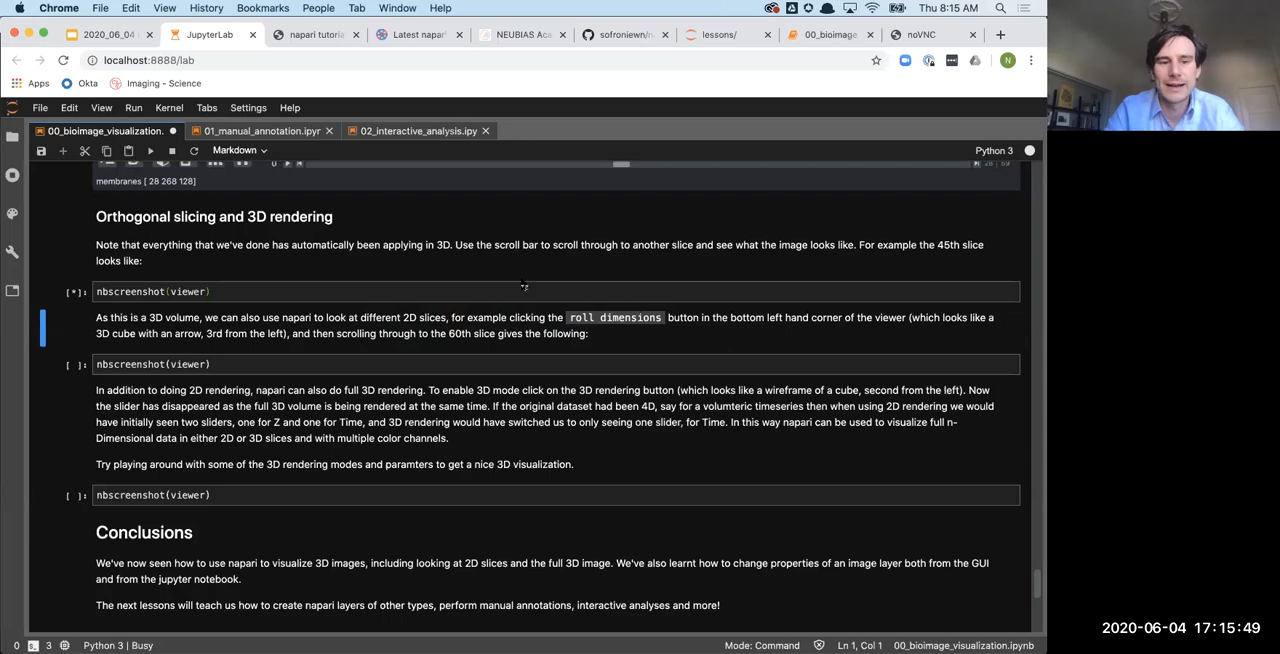 Chrome File Edit View History Bookmarks People Tab Window Help Thu 8:15 AM
2020_06_04 JupyterLab napari tutoria Latest napari NEUBIAS Aca sofroniewn/n lessons/ 00_bioimage noVNC
localhost:8888/lab N
Apps Okta Imaging - Science
File Edit View Run Kernel Tabs Settings Help
00_bioimage_visualization. 01_manual_annotation.ipyr 02_interactive_analysis.ipy
Markdown Python 3
0
membranes [ 28 268 128]
Orthogonal slicing and 3D rendering
Note that everything that we've done has automatically been applying in 3D. Use the scroll bar to scroll through to another slice and see what the image looks like. For example the 45th slice
looks like:
[*]: nbscreenshot(viewer)
As this is a 3D volume, we can also use napari to look at different 2D slices, for example clicking the roll dimensions button in the bottom left hand corner of the viewer (which looks like a
3D cube with an arrow, 3rd from the left), and then scrolling through to the 60th slice gives the following:
[ ]: nbscreenshot(viewer)
In addition to doing 2D rendering, napari can also do full 3D rendering. To enable 3D mode click on the 3D rendering button (which looks like a wireframe of a cube, second from the left). Now
the slider has disappeared as the full 3D volume is being rendered at the same time. If the original dataset had been 4D, say for a volumteric timeseries then when using 2D rendering we would
have initially seen two sliders, one for Z and one for Time, and 3D rendering would have switched us to only seeing one slider, for Time. In this way napari can be used to visualize full n-
Dimensional data in either 2D or 3D slices and with multiple color channels.
Try playing around with some of the 3D rendering modes and paramters to get a nice 3D visualization.
[ ]: nbscreenshot(viewer)
Conclusions
We've now seen how to use napari to visualize 3D images, including looking at 2D slices and the full 3D image. We've also learnt how to change properties of an image layer both from the GUI
and from the jupyter notebook.
The next lessons will teach us how to create napari layers of other types, perform manual annotations, interactive analyses and more!
2020-06-04 17:15:49
0 3 Python 3 | Busy Mode: Command Ln 1, Col 1 00_bioimage_visualization.ipynb